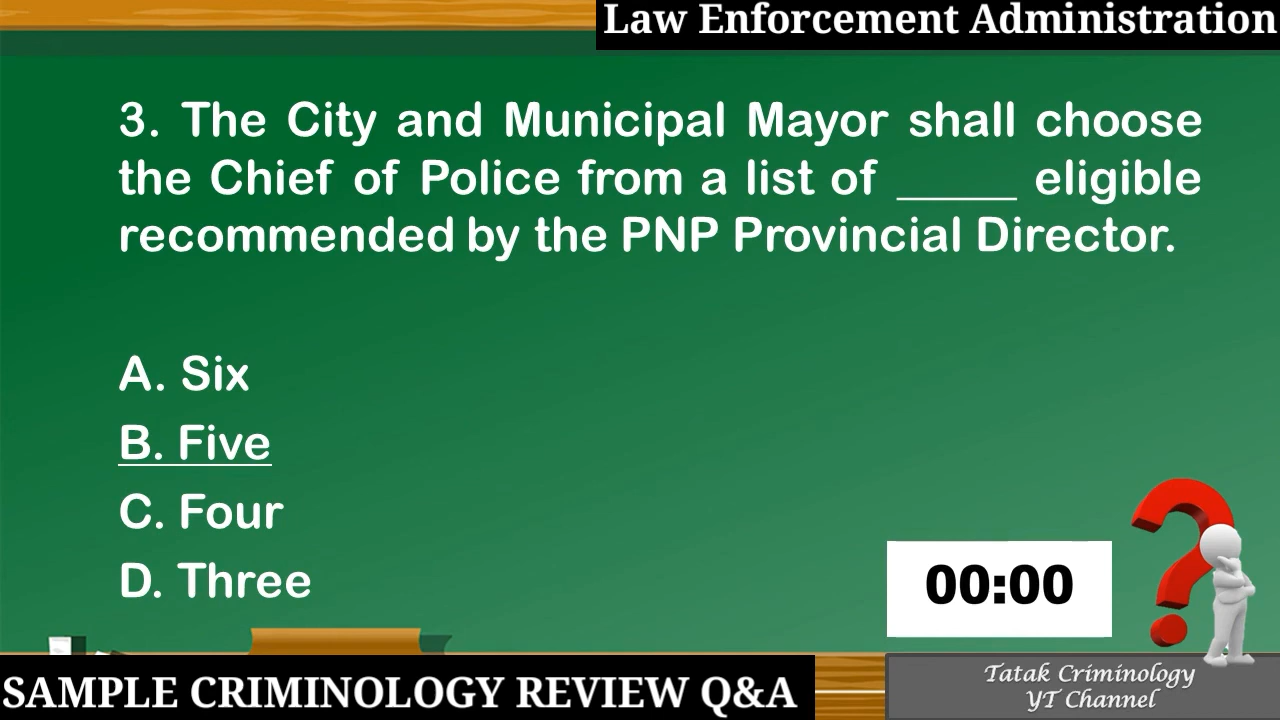 Law Enforcement Administration
3. The City and Municipal Mayor shall choose
the Chief of Police from a list of _____ eligible
recommended by the PNP Provincial Director.
A. Six
B. Five
C. Four
D. Three
00:00
SAMPLE CRIMINOLOGY REVIEW Q&A
Tatak Criminology
YT Channel